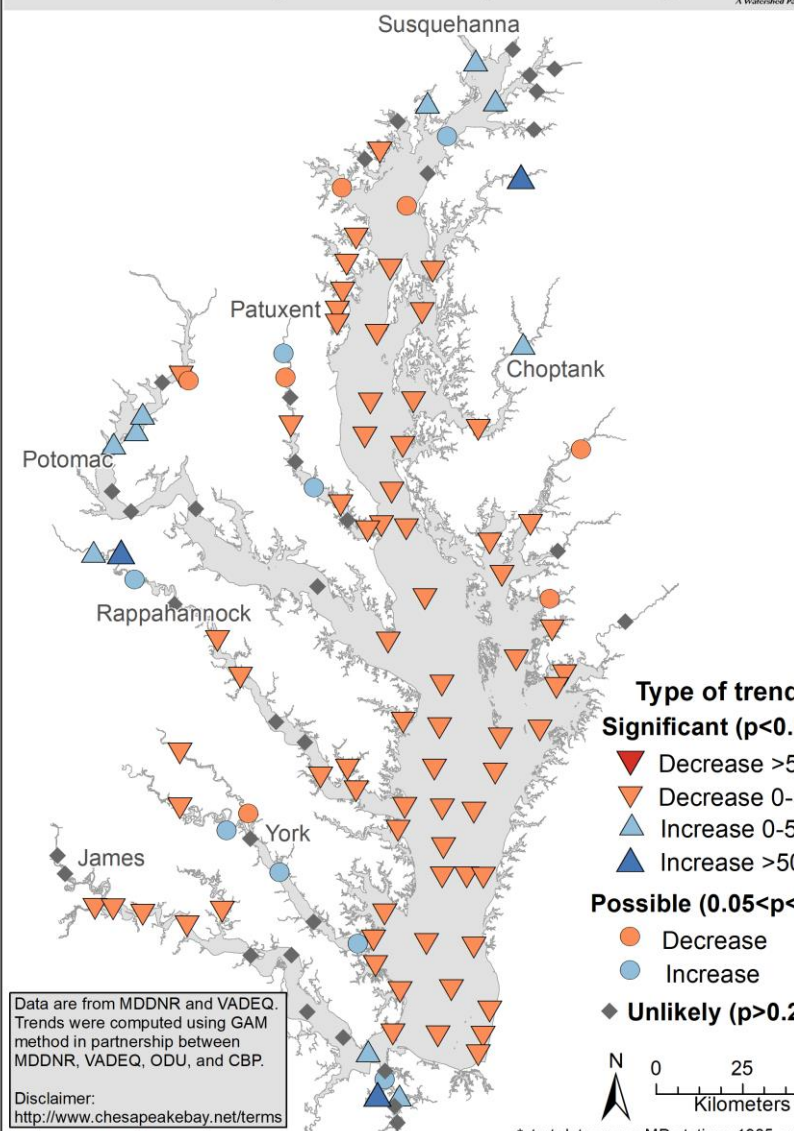 A Watershed Pa
Susquehanna
Patuxent
Choptank
Potomac
Rappahannock
York
James
Type of trend
Significant (p<0.
Decrease >5
Decrease 0-
Increase 0-5
Increase >50
Possible (0.05<p<
Decrease
Increase
Unlikely (p>0.2
Data are from MDDNR and VADEQ.
Trends were computed using GAM
method in partnership between
MDDNR, VADEQ, ODU, and CBP.
Disclaimer:
http://www.chesapeakebay.net/terms
N
0 25
Kilometers